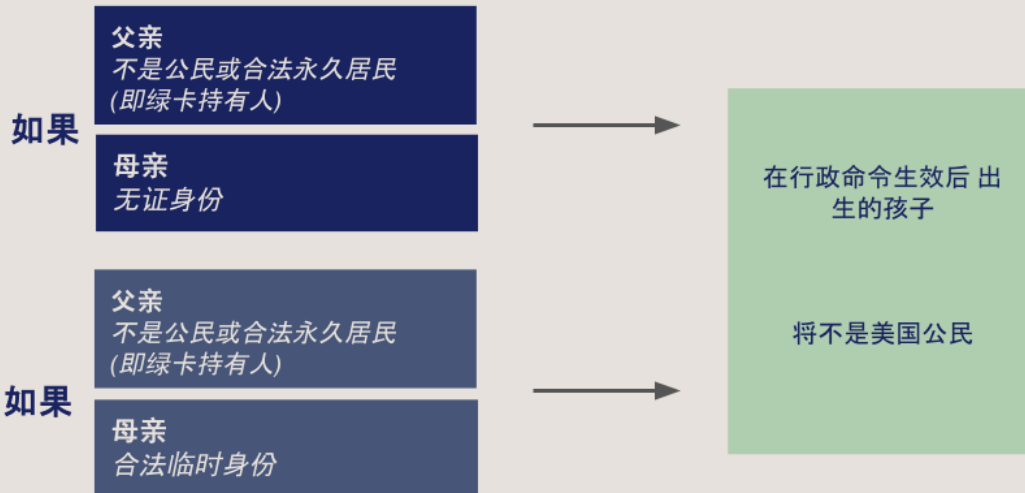 如果
父亲
不是公民或合法永久居民
(即绿卡持有人)
母亲
无证身份
如果
父亲
不是公民或合法永久居民
(即绿卡持有人)
母亲
合法临时身份
在行政命令生效后 出
生的孩子
将不是美国公民